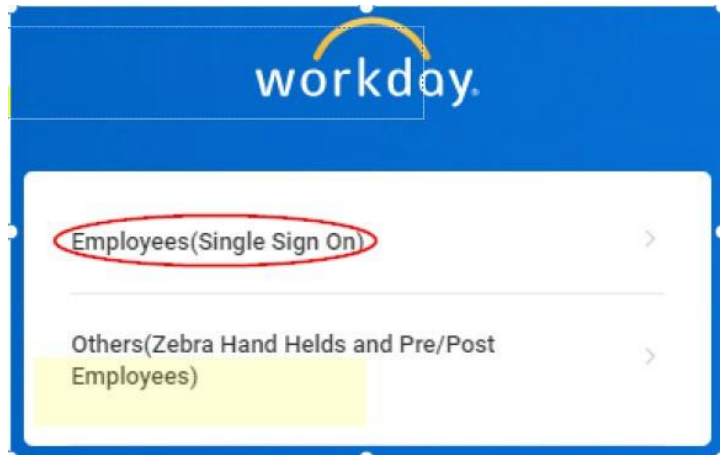 workday.
Employees(Single Sign On)
Others(Zebra Hand Helds and Pre/Post
Employees)